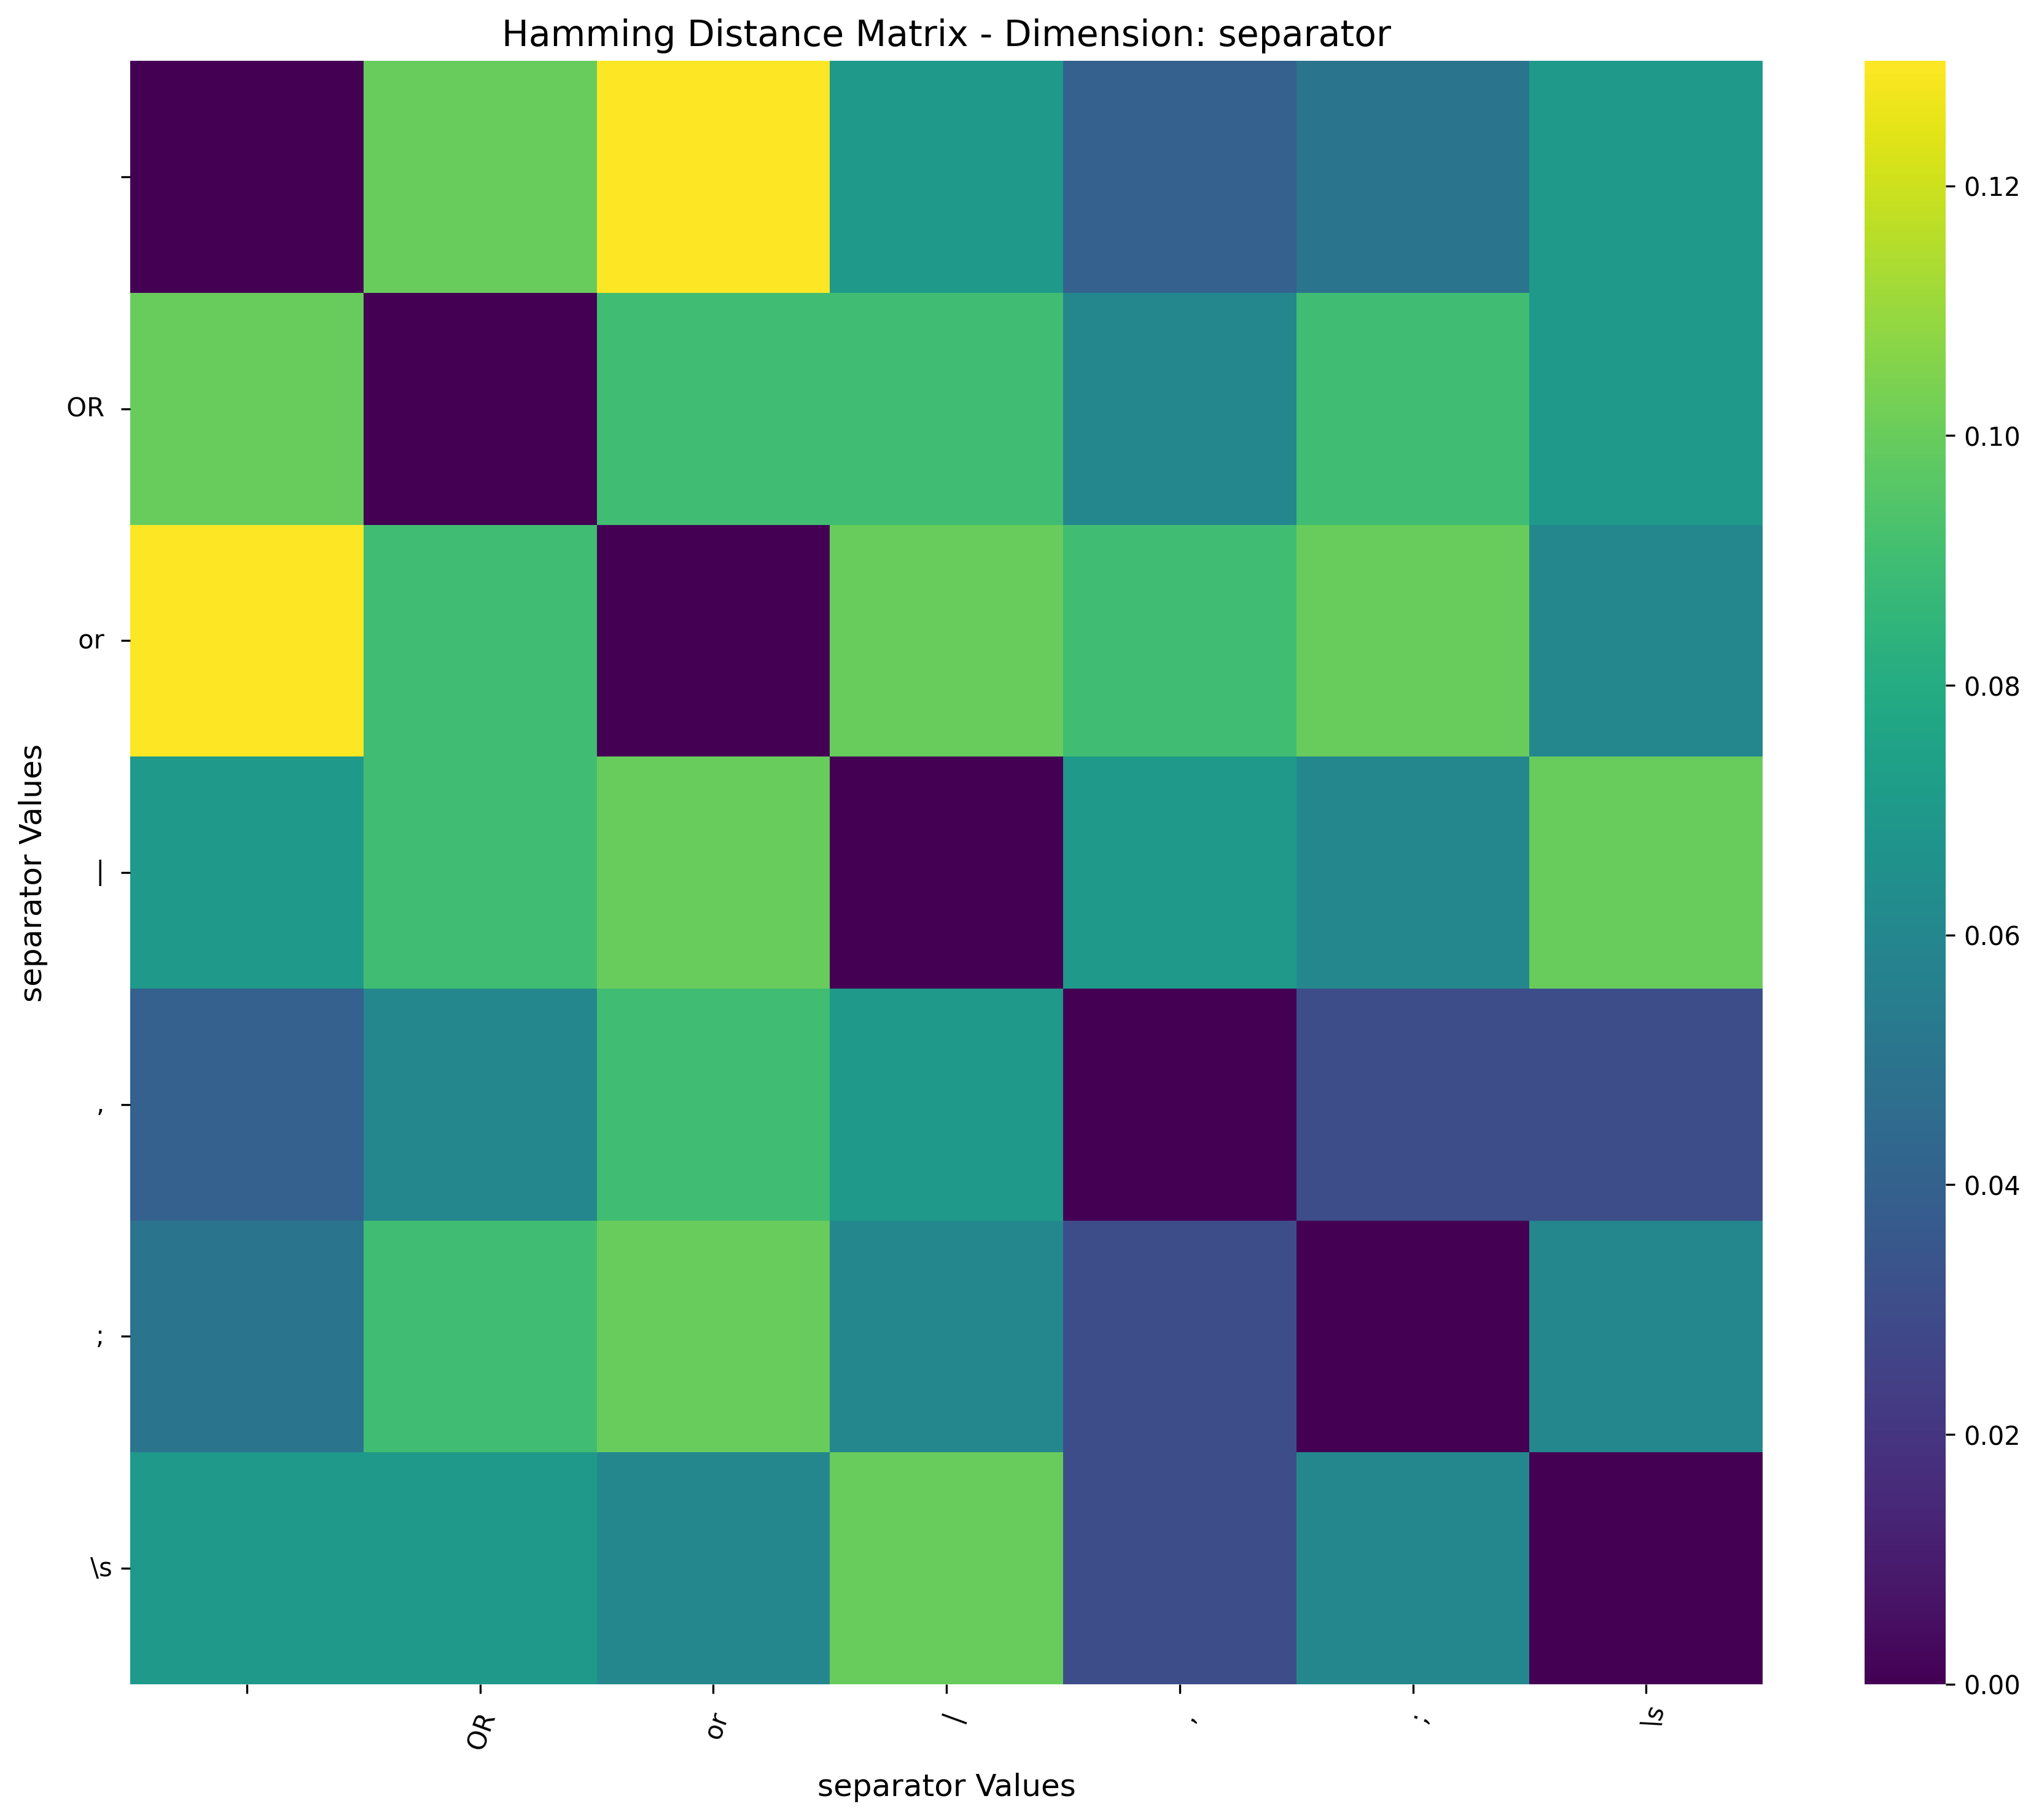 Hamming Distance Matrix - Dimension: separator
separator Values
OR
or
|
,
;
\s
OR
or
|
,
;
\s
separator Values
0.12
0.10
0.08
0.06
0.04
0.02
0.00